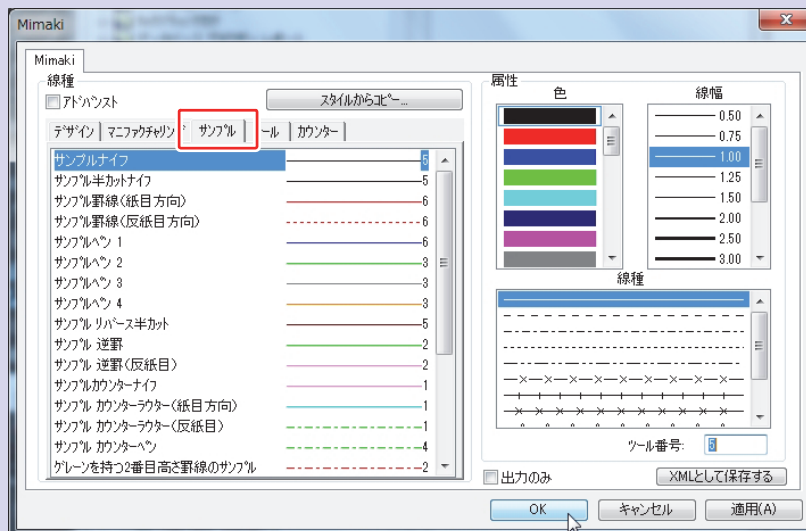 Mimaki
Mimaki
線種
アドバンスト
スタイルからコピー...
デザイン
マニファクチャリン
サンプル
ール
カウンター
サンプルナイフ 5
サンプル半カットナイフ 5
サンプル罫線(紙目方向) 6
サンプル罫線(反紙目方向) 6
サンプルペン 1 6
サンプルペン 2 3
サンプルペン 3 3
サンプルペン 4 3
サンプル リバース半カット 5
サンプル 逆罫 2
サンプル 逆罫(反紙目) 2
サンプルカウンターナイフ 1
サンプル カウンターラウター(紙目方向) 1
サンプル カウンターラウター(反紙目) 1
サンプル カウンターペン 4
グレーンを持つ2番目高さ罫線のサンプル 2
属性
色
線幅
0.50
0.75
1.00
1.25
1.50
2.00
2.50
3.00
線種
ツール番号: 5
出力のみ
XMLとして保存する
OK
キャンセル
適用(A)